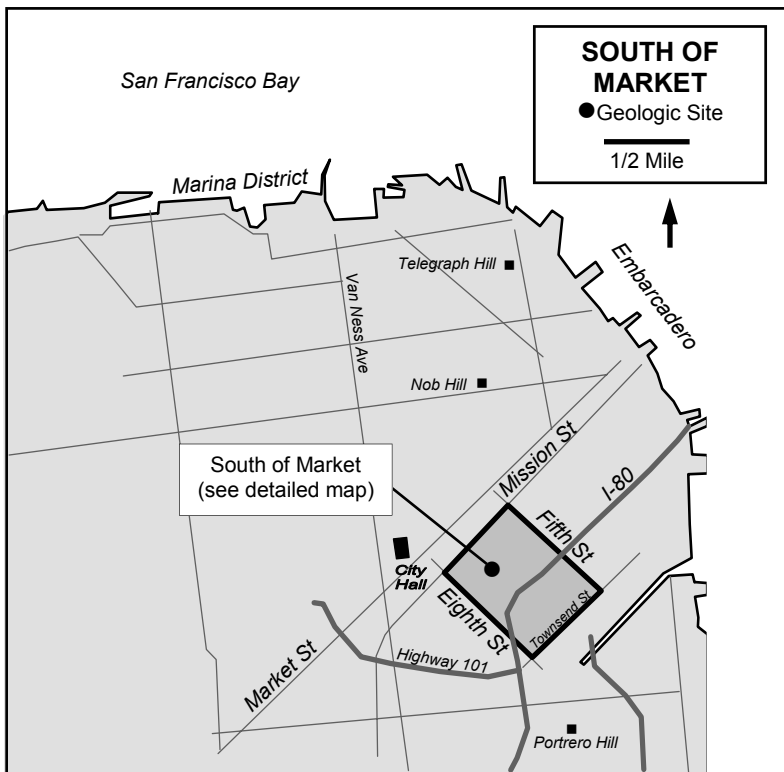 San Francisco Bay
SOUTH OF
MARKET
Geologic Site
1/2 Mile
Marina District
Embarcadero
Telegraph Hill
Van Ness Ave
Nob Hill
Mission St
I-80
South of Market
(see detailed map)
Fifth St
City
Hall
Eighth St
Townsend St
Market St
Highway 101
Portrero Hill